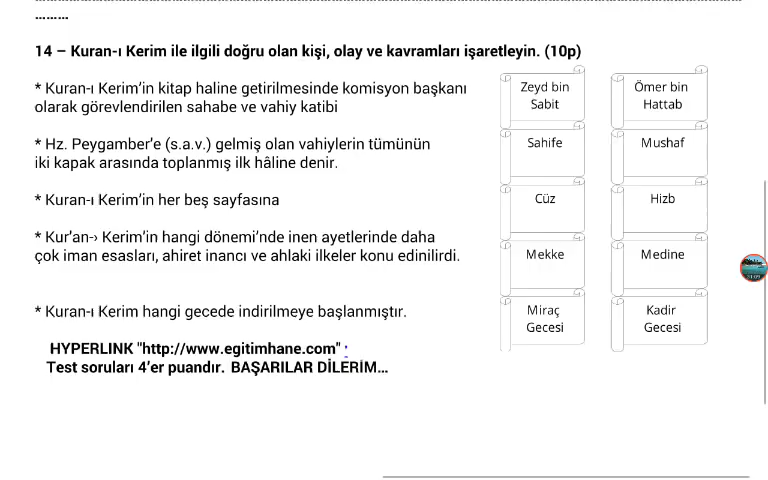 ………
14 – Kuran-ı Kerim ile ilgili doğru olan kişi, olay ve kavramları işaretleyin. (10p)
* Kuran-ı Kerim’in kitap haline getirilmesinde komisyon başkanı
olarak görevlendirilen sahabe ve vahiy katibi
Zeyd bin
Sabit
Ömer bin
Hattab
* Hz. Peygamber’e (s.a.v.) gelmiş olan vahiylerin tümünün
iki kapak arasında toplanmış ilk hâline denir.
Sahife
Mushaf
* Kuran-ı Kerim’in her beş sayfasına
Cüz
Hizb
* Kur’an-› Kerim’in hangi dönemi’nde inen ayetlerinde daha
çok iman esasları, ahiret inancı ve ahlaki ilkeler konu edinilirdi.
Mekke
Medine
* Kuran-ı Kerim hangi gecede indirilmeye başlanmıştır.
Miraç
Gecesi
Kadir
Gecesi
HYPERLINK "http://www.egitimhane.com" :
Test soruları 4’er puandır. BAŞARILAR DİLERİM…